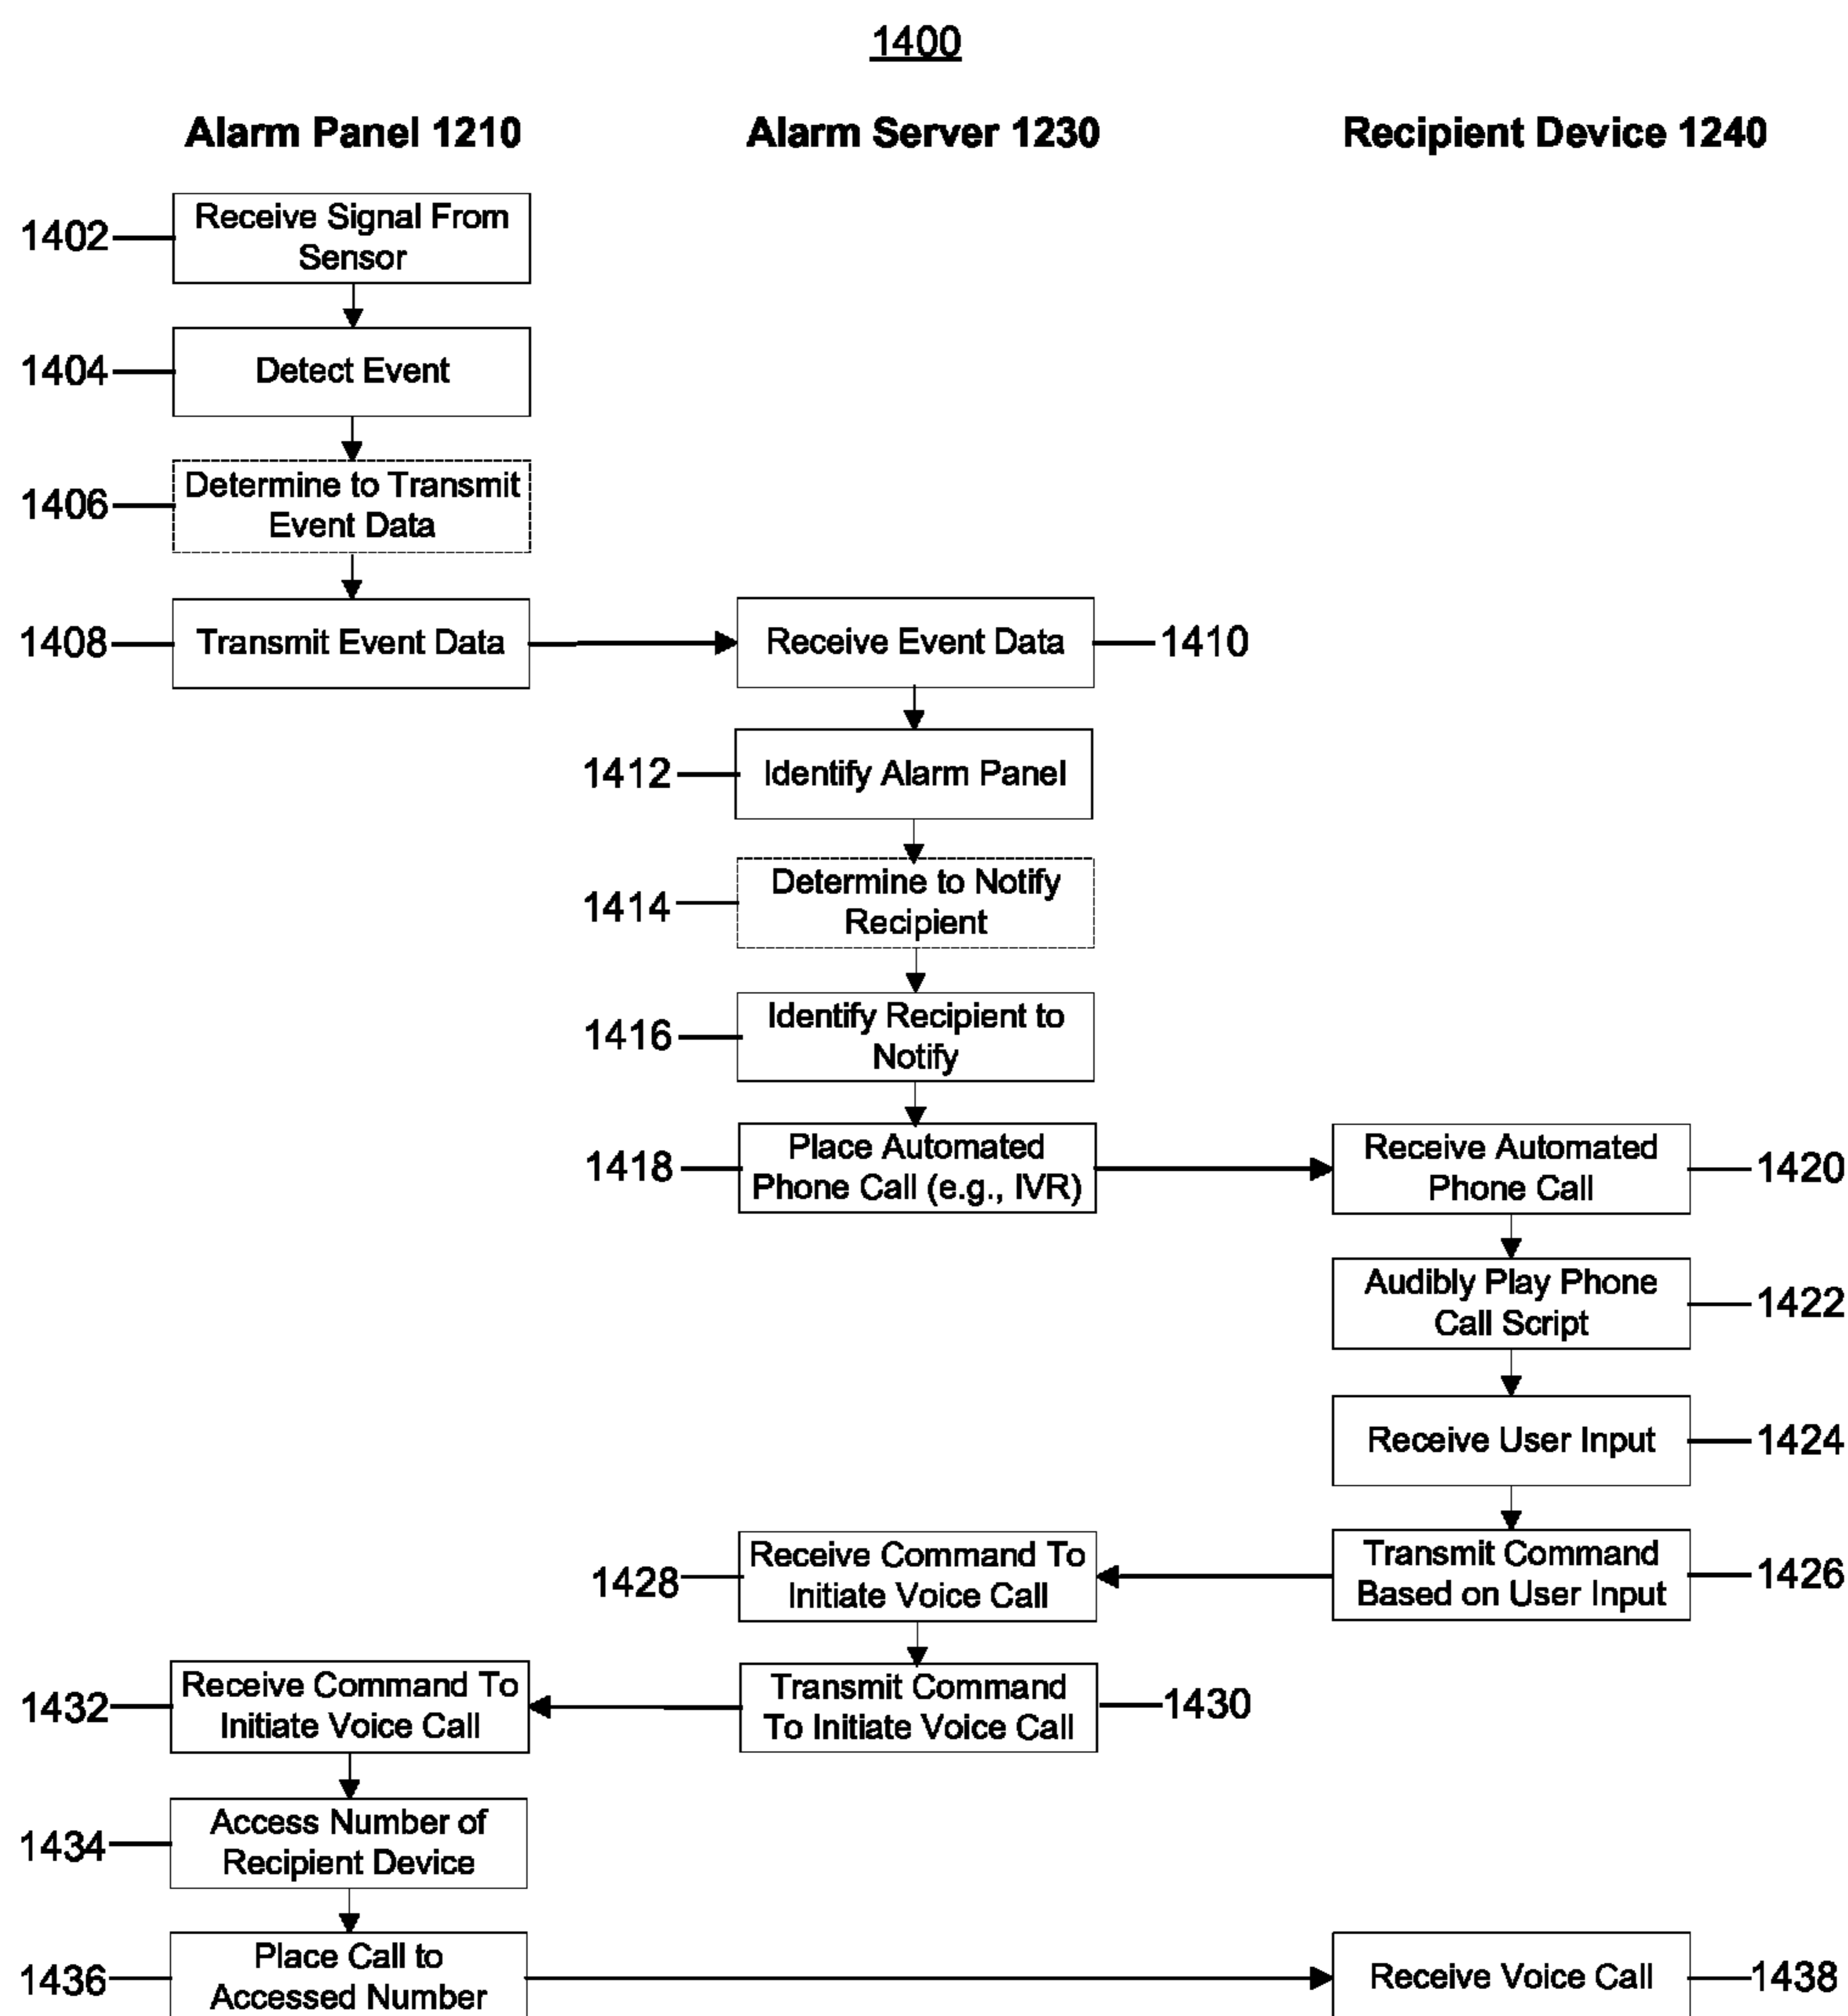 1400
Alarm Panel 1210
Alarm Server 1230
Recipient Device 1240
1402
Receive Signal From
Sensor
1404
Detect Event
1406
Determine to Transmit
Event Data
1408
Transmit Event Data
Receive Event Data
1410
1412
Identify Alarm Panel
1414
Determine to Notify
Recipient
1416
Identify Recipient to
Notify
1418
Place Automated
Phone Call (e.g., IVR)
Receive Automated
Phone Call
1420
Audibly Play Phone
Call Script
1422
Receive User Input
1424
Transmit Command
Based on User Input
1426
1428
Receive Command To
Initiate Voice Call
Transmit Command
To Initiate Voice Call
1430
1432
Receive Command To
Initiate Voice Call
1434
Access Number of
Recipient Device
1436
Place Call to
Accessed Number
Receive Voice Call
1438